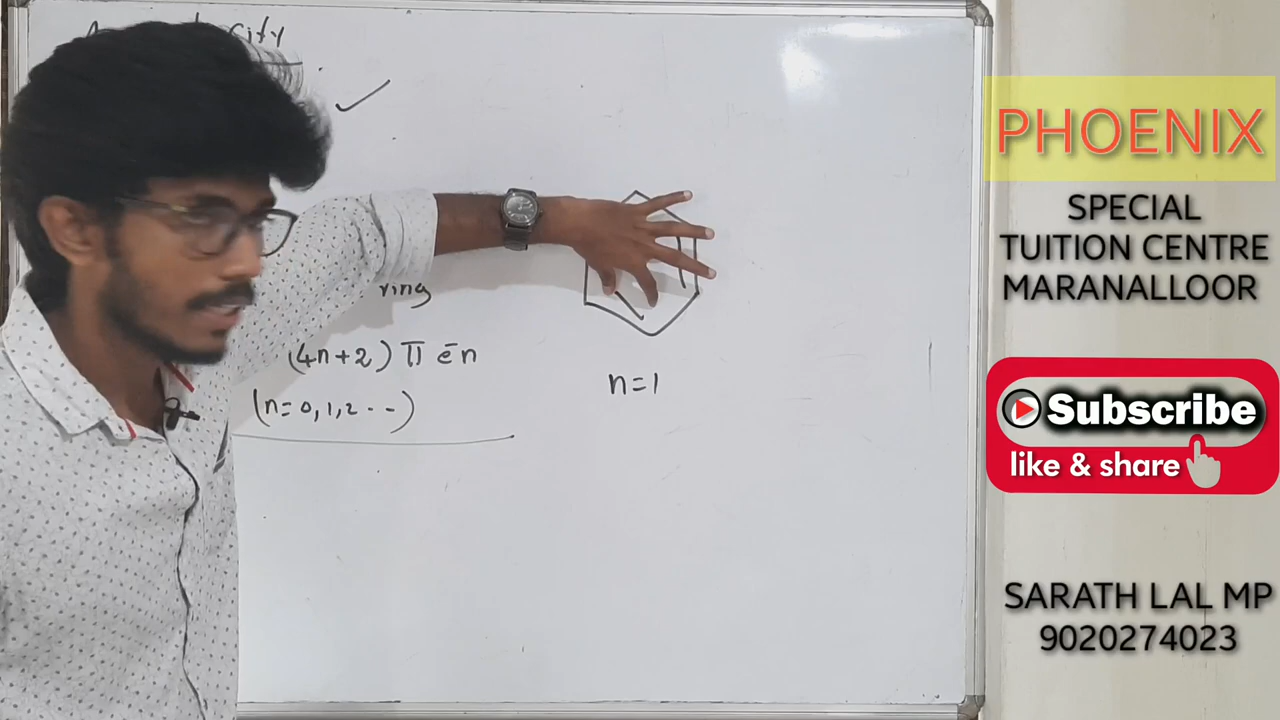 city
ring
(4n+2) π ēn
(n=0,1,2---)
n=1
PHOENIX
SPECIAL
TUITION CENTRE
MARANALLOOR
Subscribe
like & share
SARATH LAL MP
9020274023